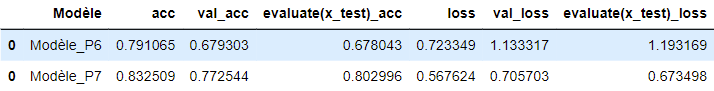 Modèle acc val_acc evaluate(x_test)_acc loss val_loss evaluate(x_test)_loss
0 Modèle_P6 0.791065 0.679303 0.678043 0.723349 1.133317 1.193169
0 Modèle_P7 0.832509 0.772544 0.802996 0.567624 0.705703 0.673498